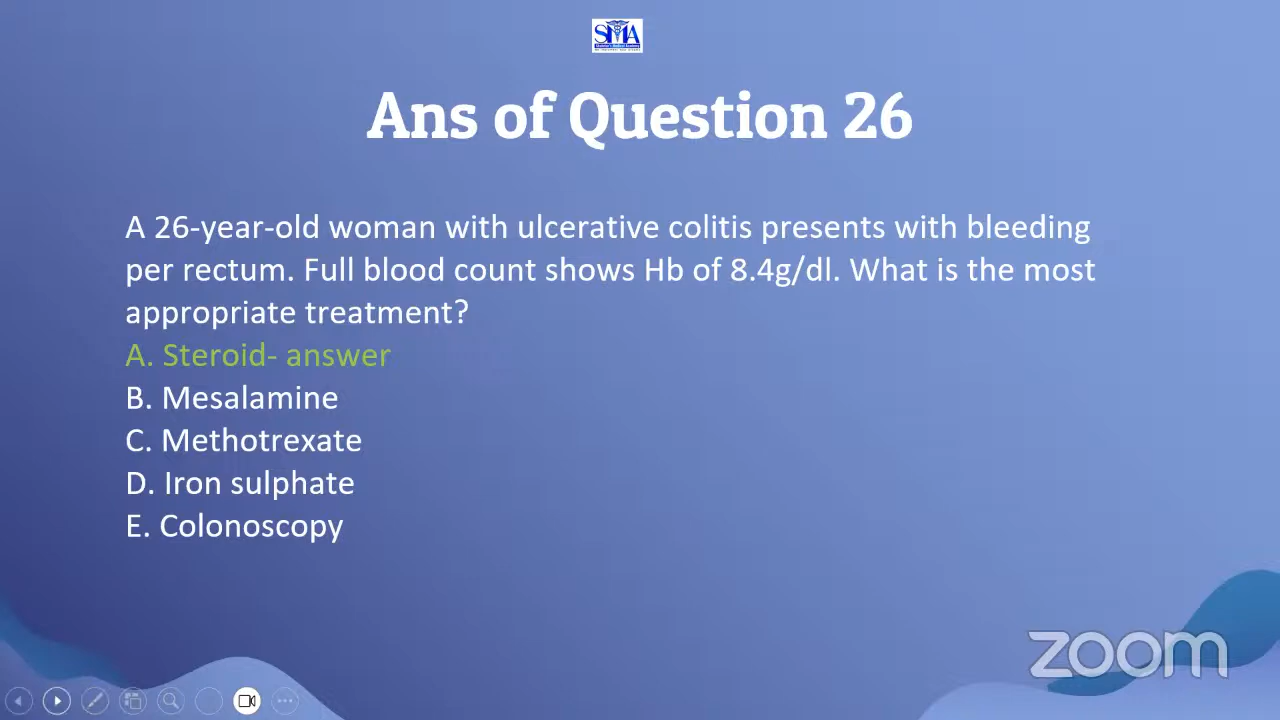 SMA
Ans of Question 26
A 26-year-old woman with ulcerative colitis presents with bleeding
per rectum. Full blood count shows Hb of 8.4g/dl. What is the most
appropriate treatment?
A. Steroid- answer
B. Mesalamine
C. Methotrexate
D. Iron sulphate
E. Colonoscopy
zoom